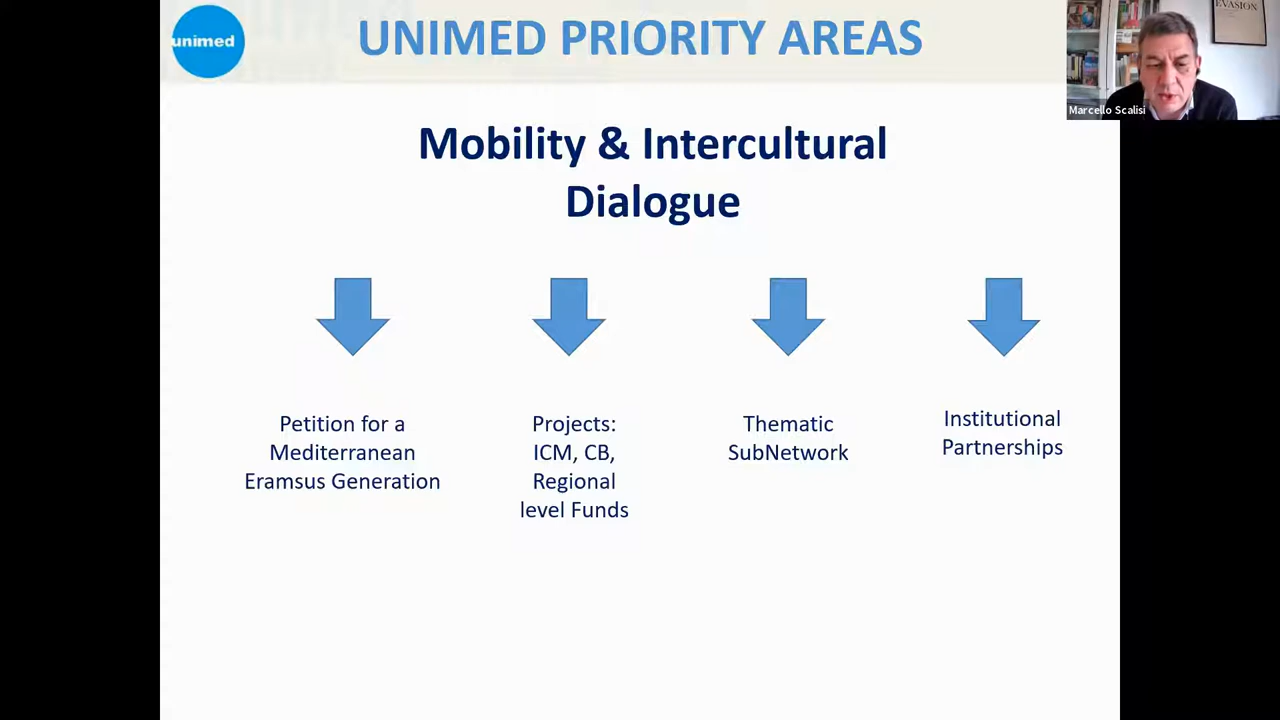 unimed
UNIMED PRIORITY AREAS
EVASION
Marcello Scalisi
Mobility & Intercultural
Dialogue
Petition for a
Mediterranean
Eramsus Generation
Projects:
ICM, CB,
Regional
level Funds
Thematic
SubNetwork
Institutional
Partnerships